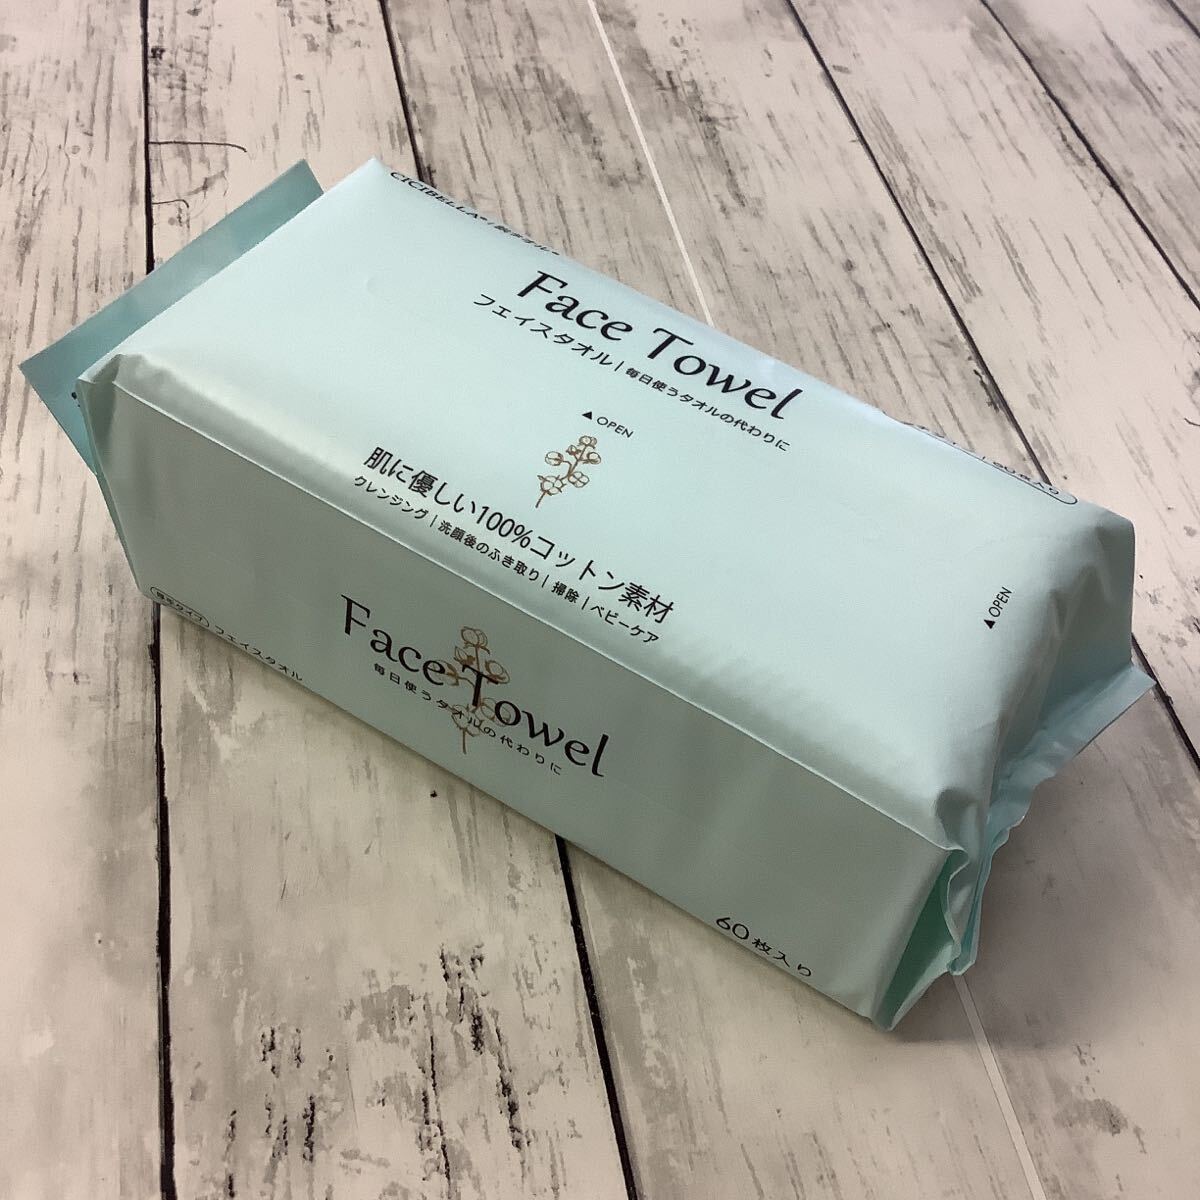 CICIBELLA
Face Towel
フェイスタオル | 毎日使うタオルの代わりに
▲ OPEN
肌に優しい100%コットン素材
クレンジング | 洗顔後のふき取り | 掃除 | ベビーケア
▲ OPEN
Face Towel
毎日使うタオルの代わりに
フェイスタオル
60枚入り